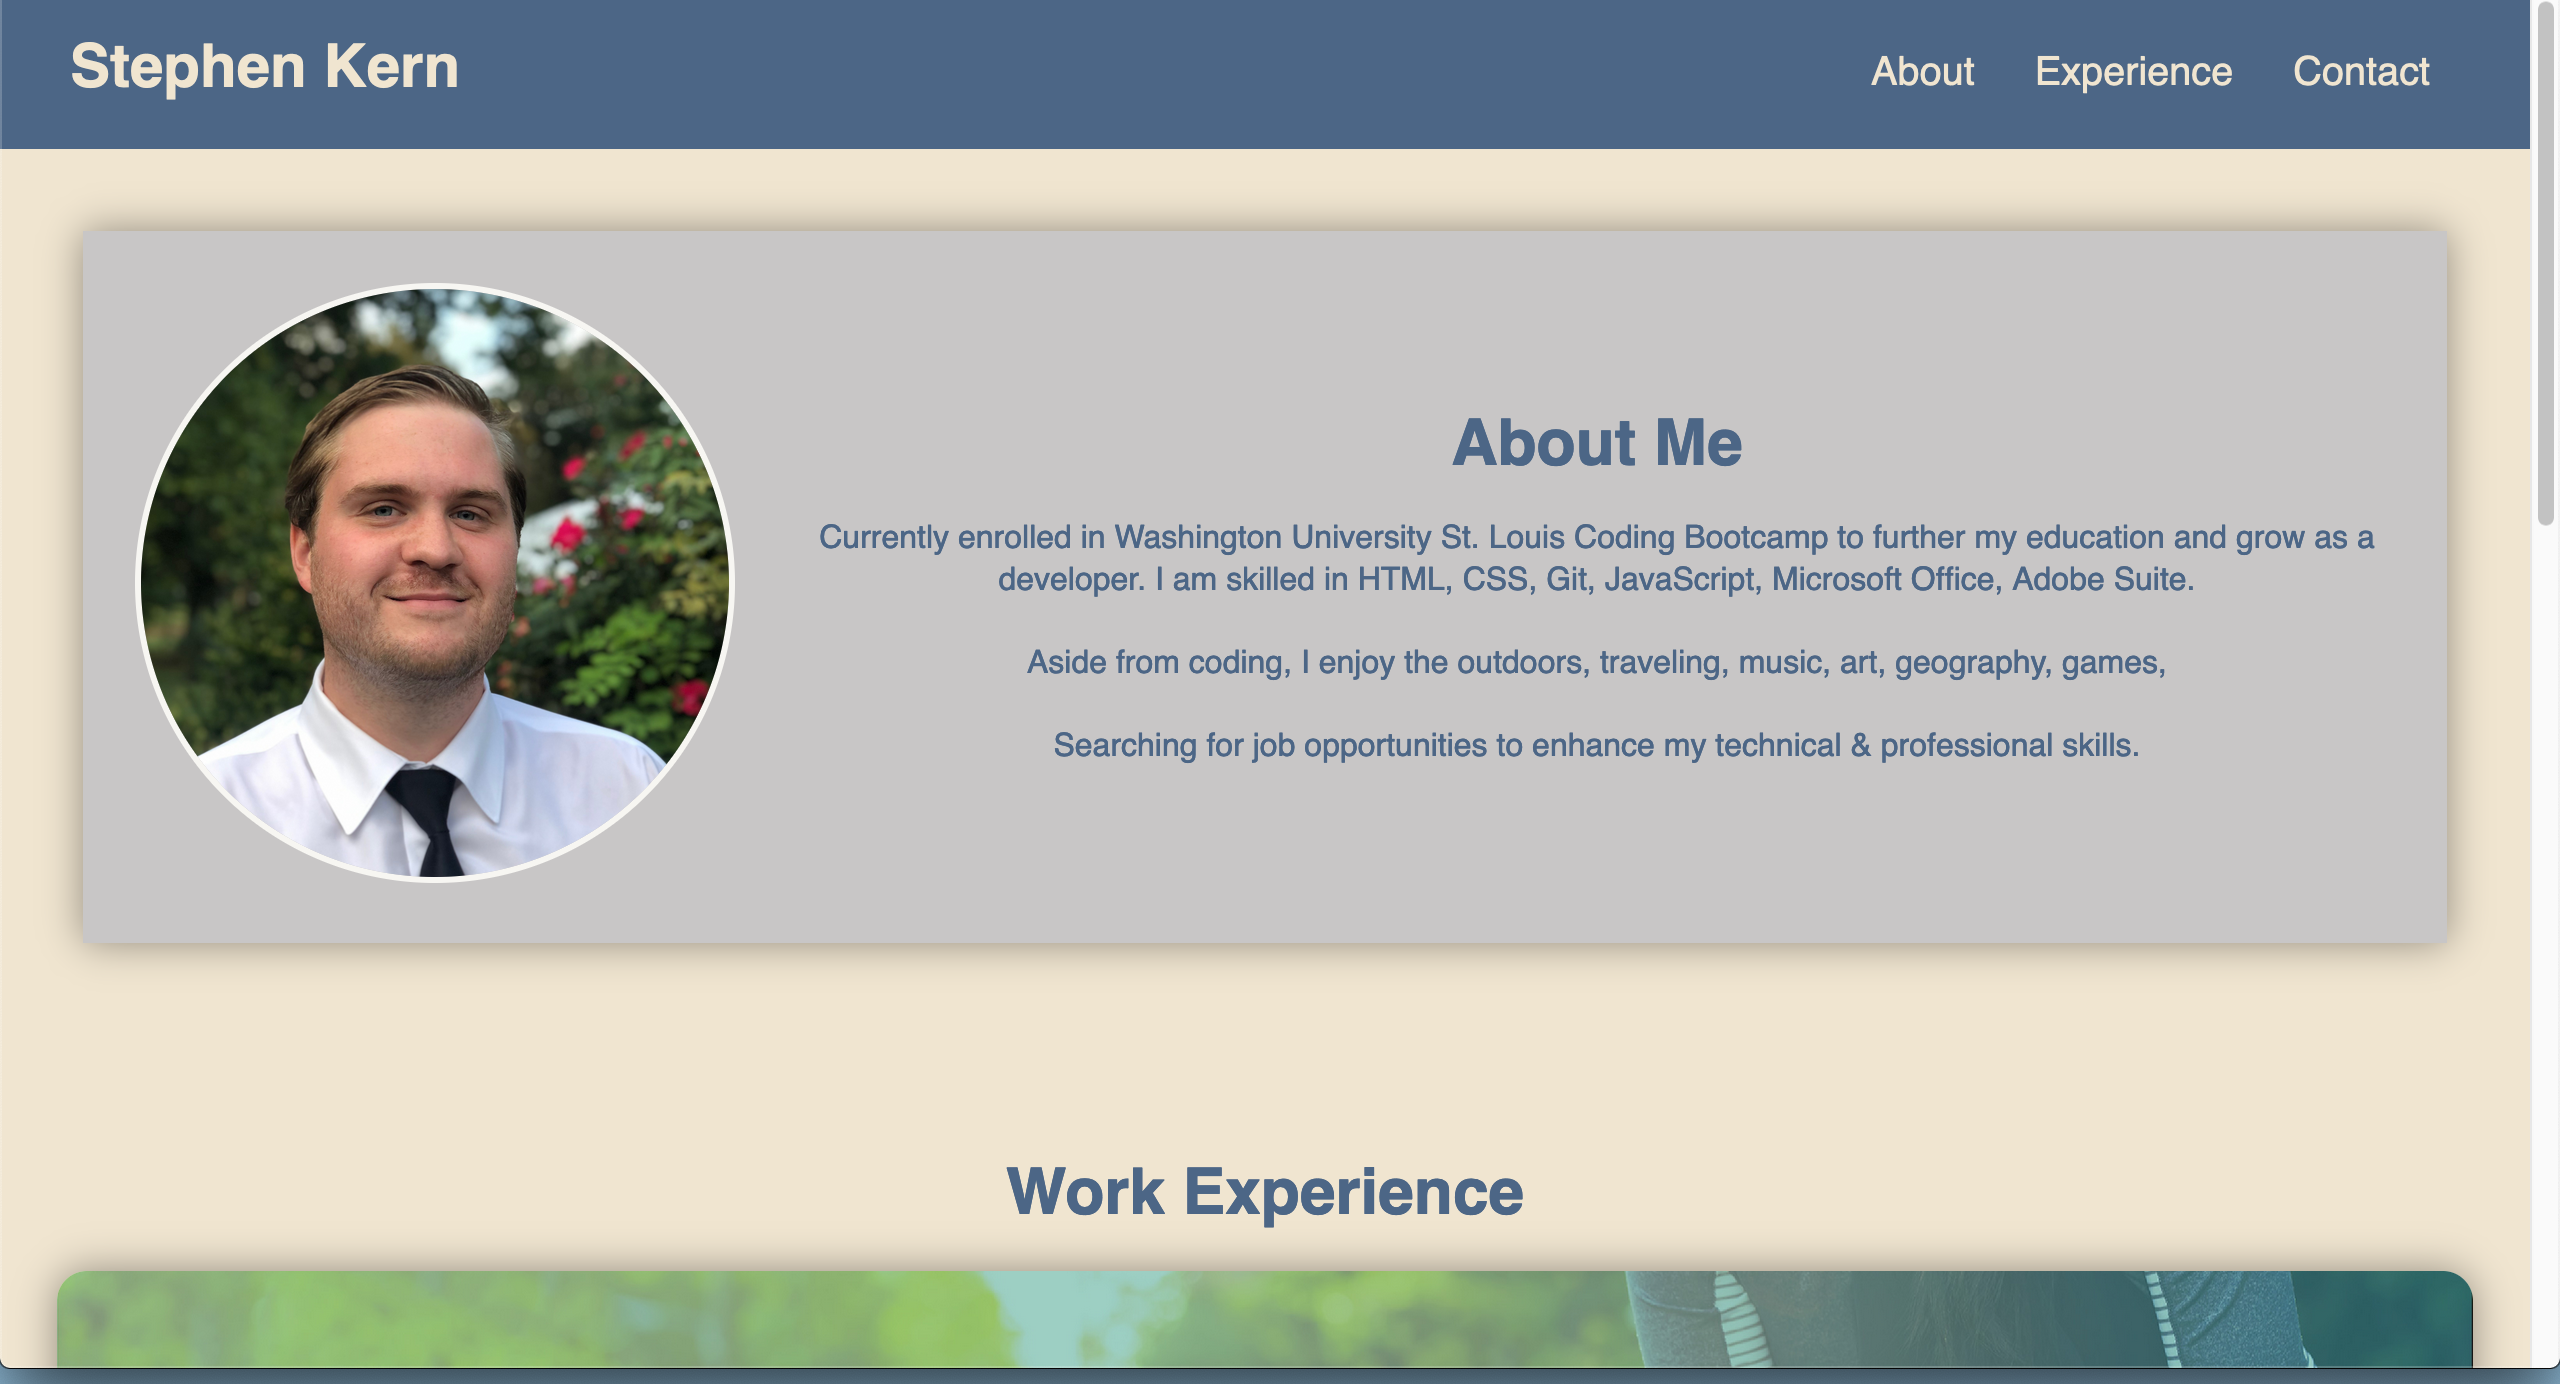 Stephen Kern
About Experience Contact
About Me
Currently enrolled in Washington University St. Louis Coding Bootcamp to further my education and grow as a
developer. I am skilled in HTML, CSS, Git, JavaScript, Microsoft Office, Adobe Suite.
Aside from coding, I enjoy the outdoors, traveling, music, art, geography, games,
Searching for job opportunities to enhance my technical & professional skills.
Work Experience